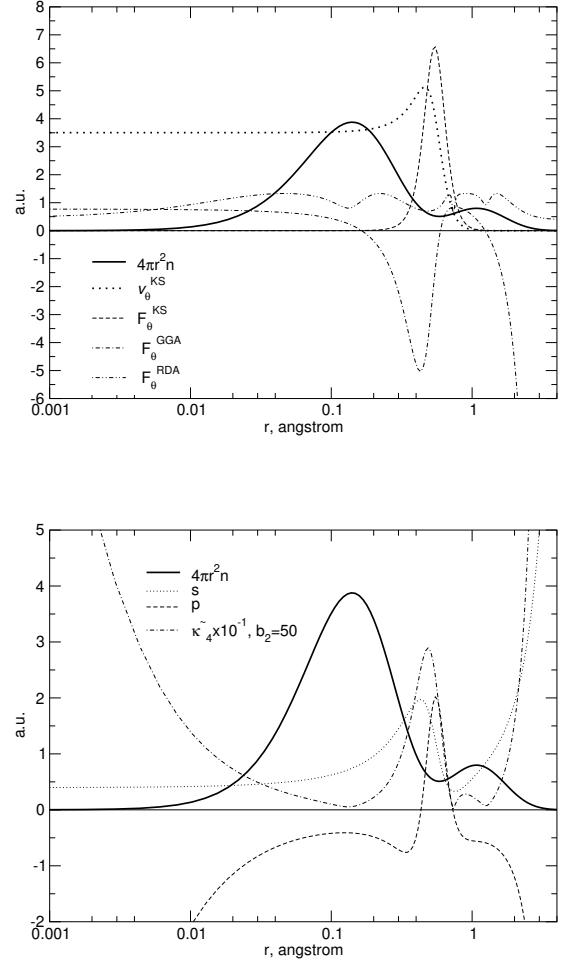 8
7
6
5
4
3
2
1
0
-1
-2
-3
-4
-5
-6
a.u.
4πr²n
v_θ^KS
F_θ^KS
F_θ^GGA
F_θ^RDA
0.001 0.01 0.1 1
r, angstrom
5
4
3
2
1
0
-1
-2
a.u.
4πr²n
s
p
κ̃₄x10⁻¹, b₂=50
0.001 0.01 0.1 1
r, angstrom